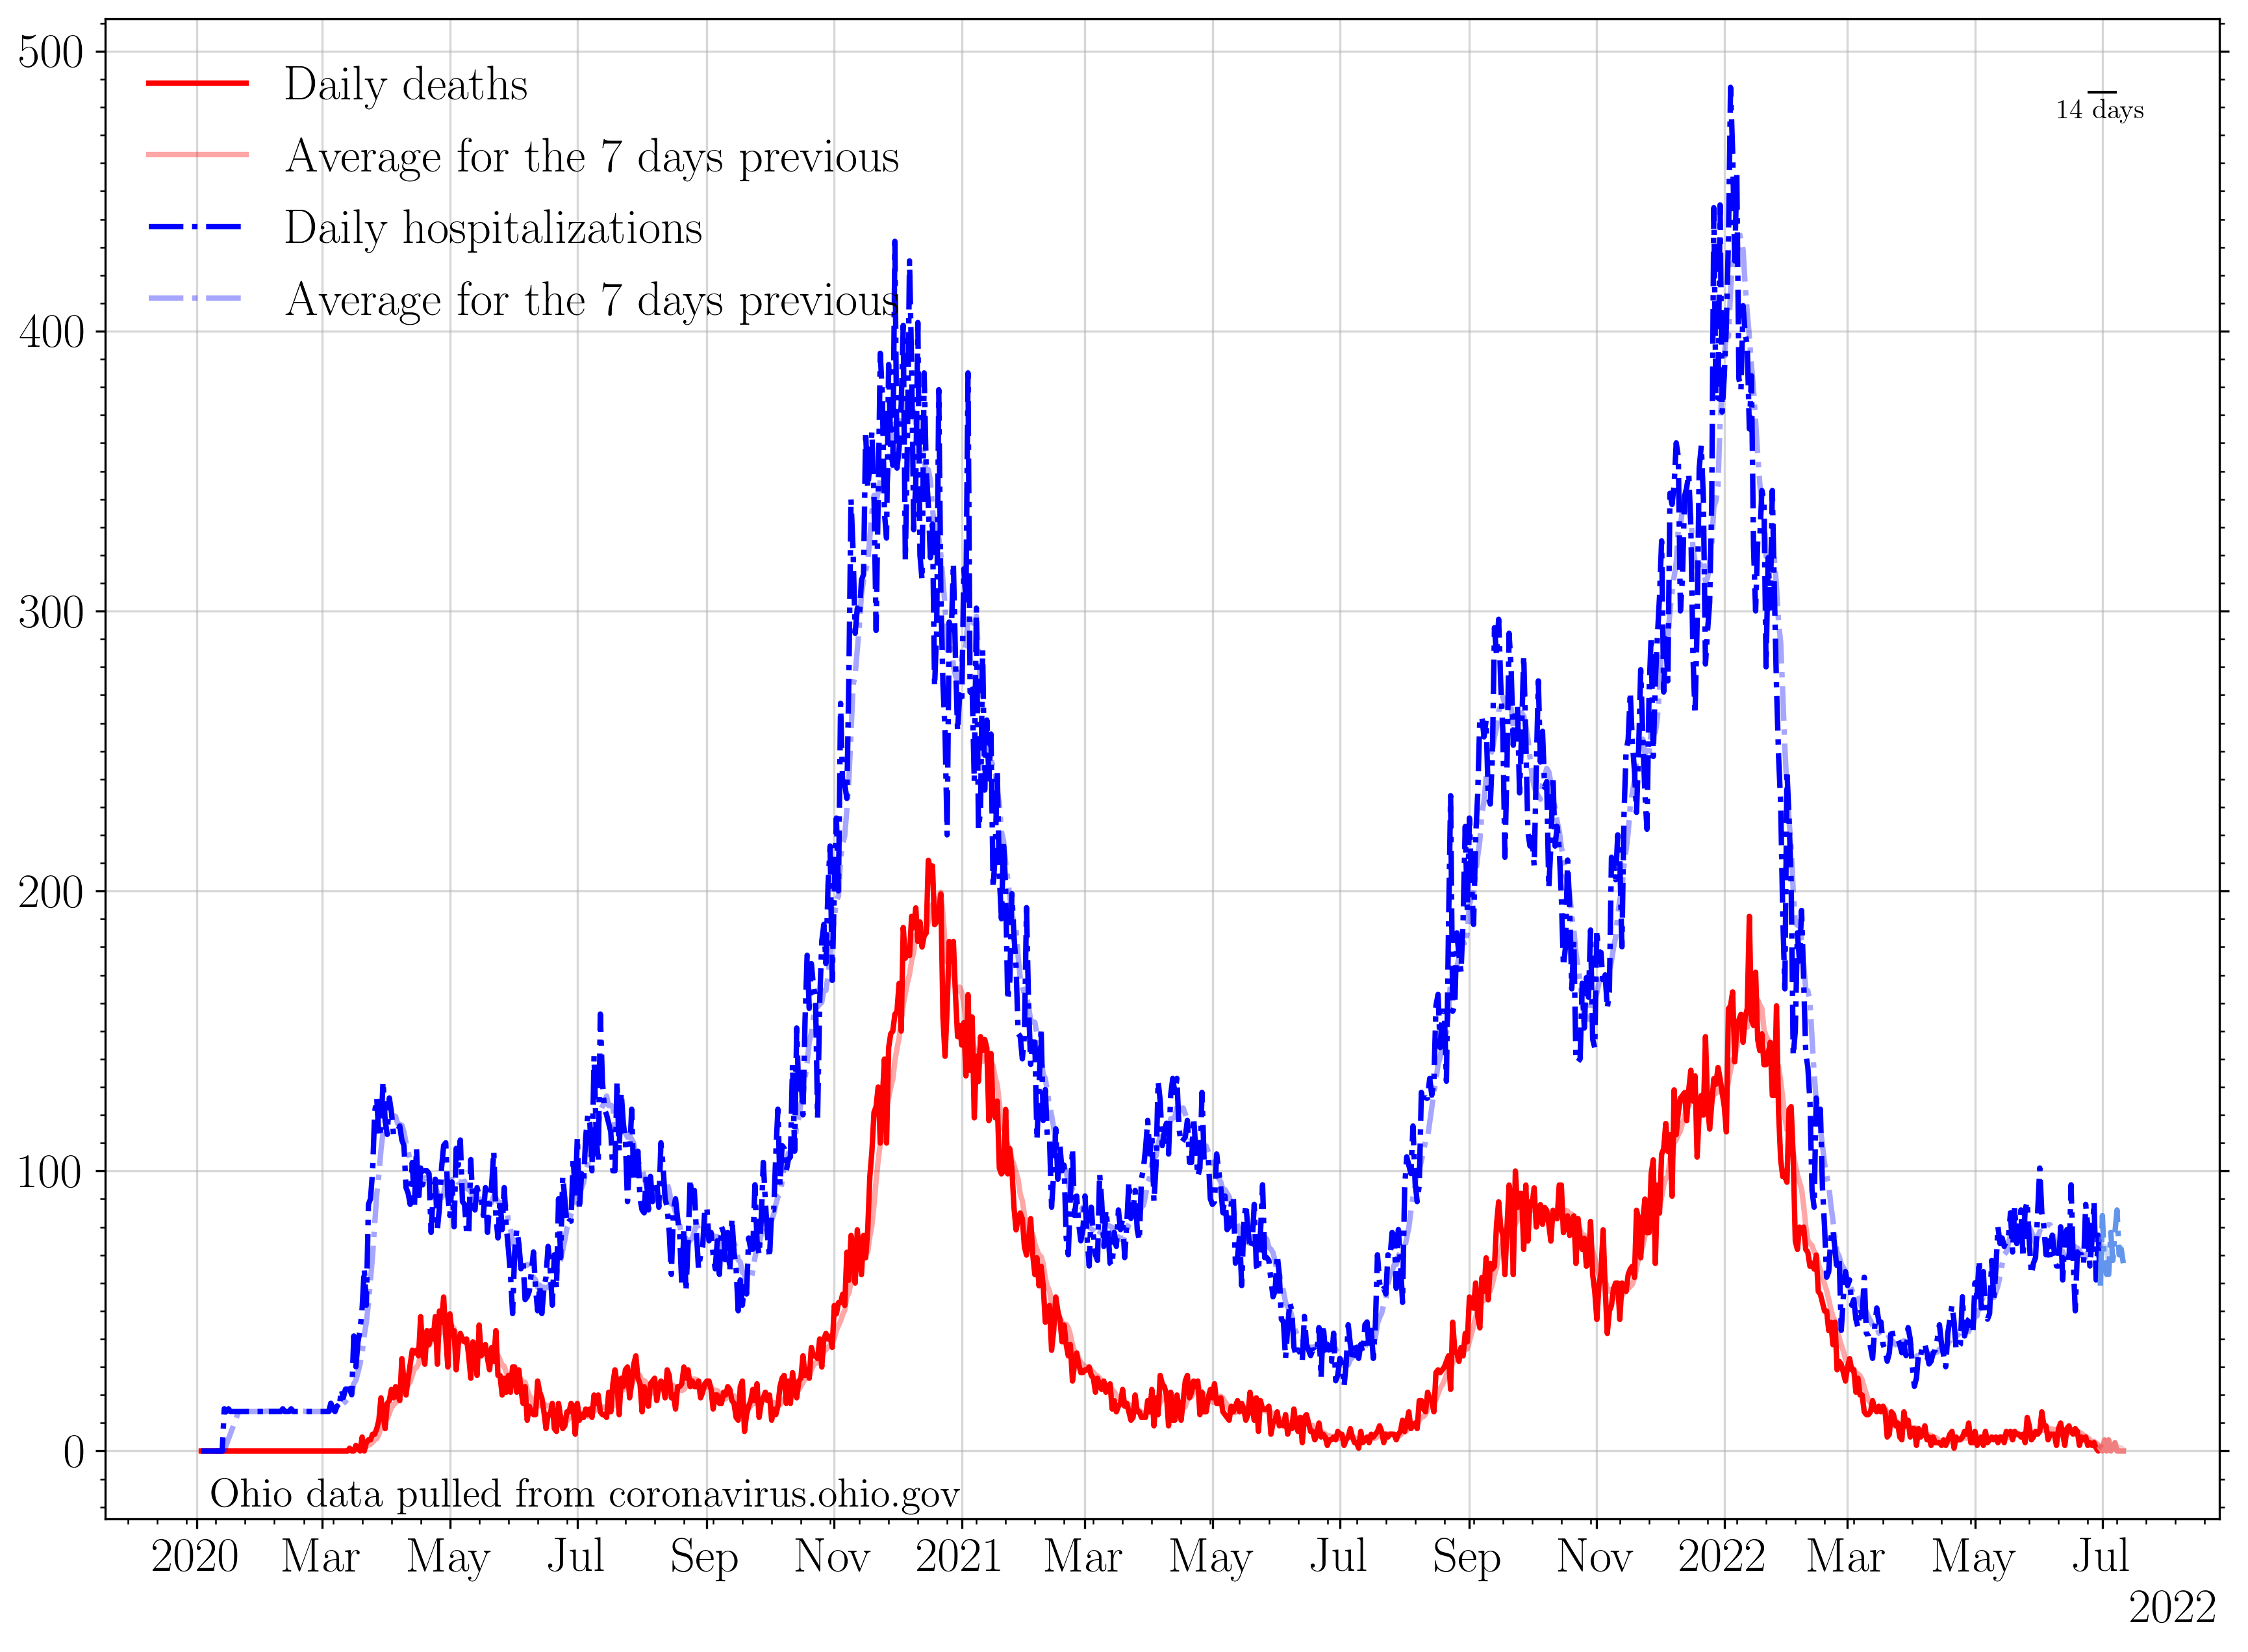 500
400
300
200
100
0
Daily deaths
Average for the 7 days previous
Daily hospitalizations
Average for the 7 days previous
14 days
Ohio data pulled from coronavirus.ohio.gov
2020 Mar May Jul Sep Nov 2021 Mar May Jul Sep Nov 2022 Mar May Jul
2022